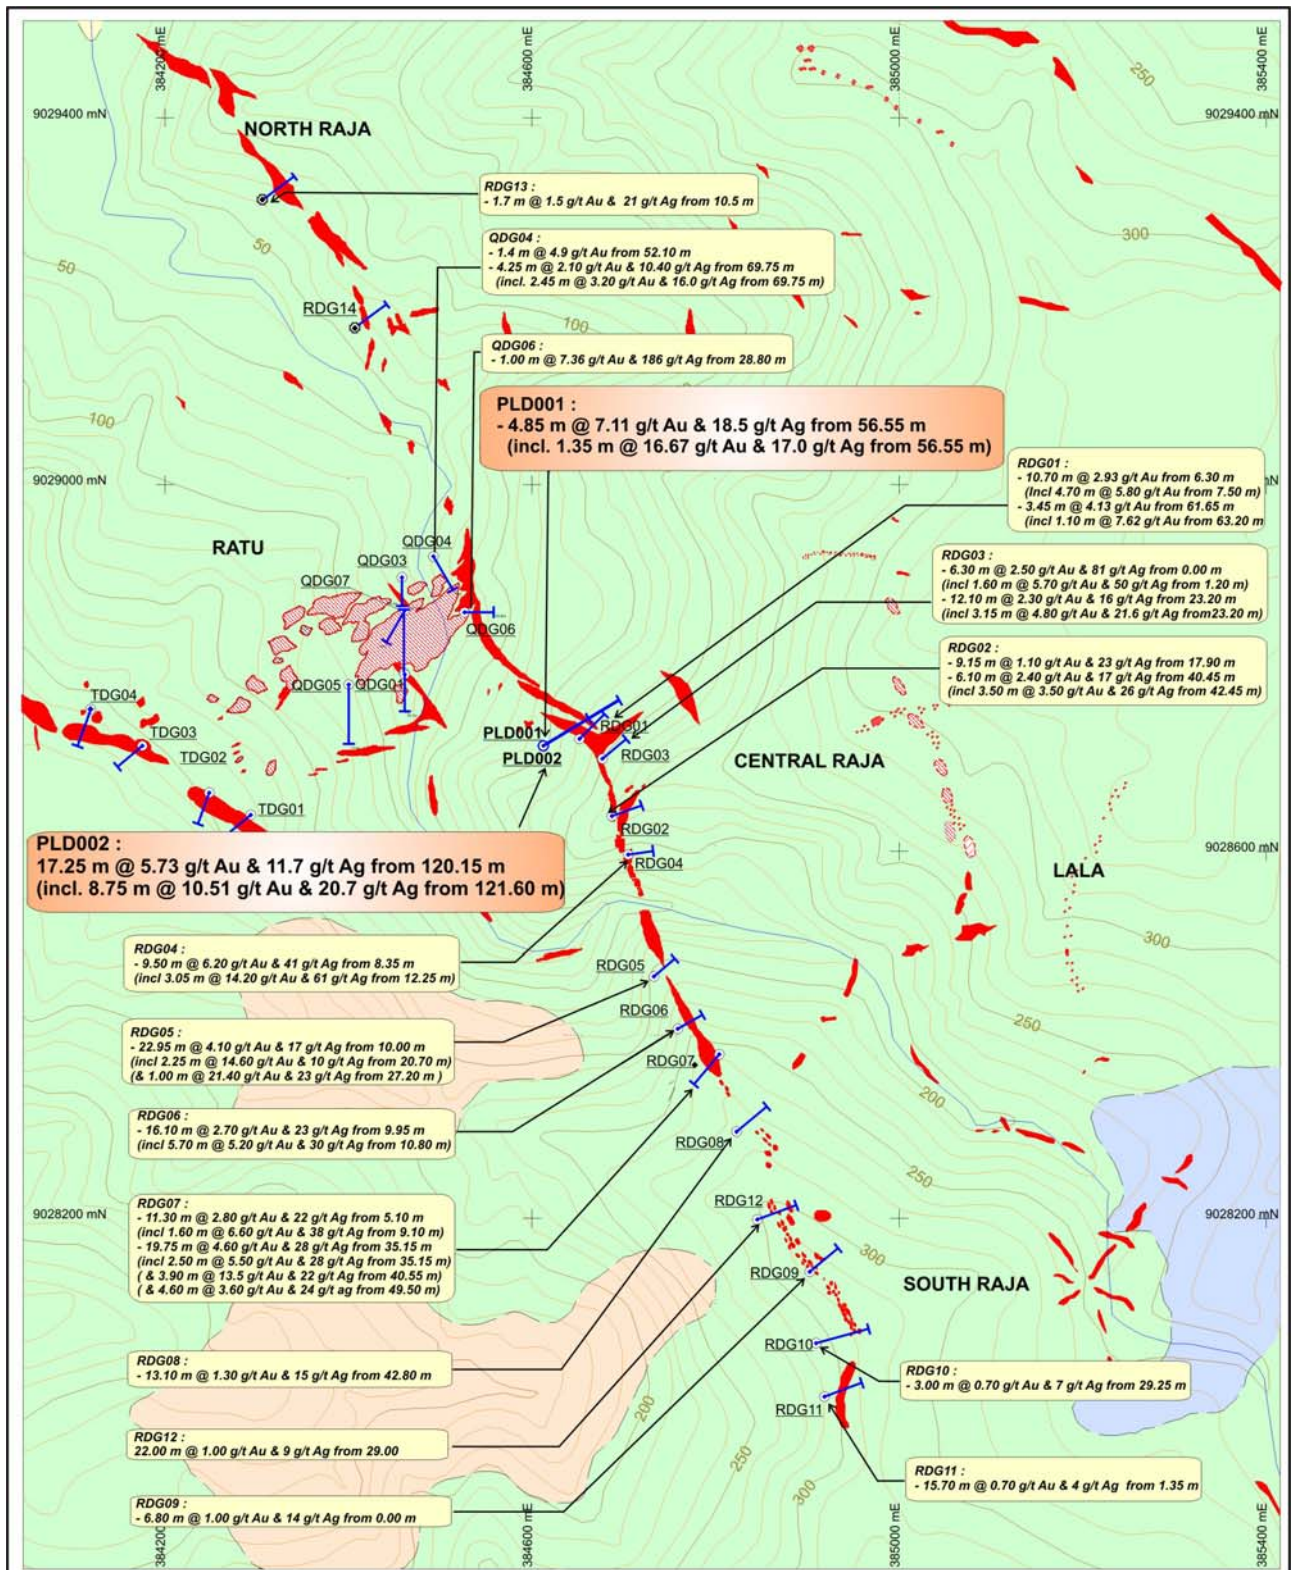 384200 mE
384600 mE
385000 mE
385400 mE
9029400 mN
9029400 mN
250
NORTH RAJA
RDG13 :
- 1.7 m @ 1.5 g/t Au & 21 g/t Ag from 10.5 m
50
50
300
QDG04 :
- 1.4 m @ 4.9 g/t Au from 52.10 m
- 4.25 m @ 2.10 g/t Au & 10.40 g/t Ag from 69.75 m
(incl. 2.45 m @ 3.20 g/t Au & 16.0 g/t Ag from 69.75 m)
RDG14
100
QDG06 :
- 1.00 m @ 7.36 g/t Au & 186 g/t Ag from 28.80 m
100
PLD001 :
- 4.85 m @ 7.11 g/t Au & 18.5 g/t Ag from 56.55 m
(incl. 1.35 m @ 16.67 g/t Au & 17.0 g/t Ag from 56.55 m)
9029000 mN
RDG01 :
- 10.70 m @ 2.93 g/t Au from 6.30 m
(Incl 4.70 m @ 5.80 g/t Au from 7.50 m)
- 3.45 m @ 4.13 g/t Au from 61.65 m
(incl 1.10 m @ 7.62 g/t Au from 63.20 m
RATU
QDG04
QDG03
QDG07
QDG06
RDG03 :
- 6.30 m @ 2.50 g/t Au & 81 g/t Ag from 0.00 m
(incl 1.60 m @ 5.70 g/t Au & 50 g/t Ag from 1.20 m)
- 12.10 m @ 2.30 g/t Au & 16 g/t Ag from 23.20 m
(incl 3.15 m @ 4.80 g/t Au & 21.6 g/t Ag from23.20 m)
RDG02 :
- 9.15 m @ 1.10 g/t Au & 23 g/t Ag from 17.90 m
- 6.10 m @ 2.40 g/t Au & 17 g/t Ag from 40.45 m
(incl 3.50 m @ 3.50 g/t Au & 26 g/t Ag from 42.45 m)
QDG05
QDG01
TDG04
TDG03
TDG02
TDG01
PLD001
PLD002
RDG01
RDG03
CENTRAL RAJA
RDG02
RDG04
9028600 mN
LALA
PLD002 :
17.25 m @ 5.73 g/t Au & 11.7 g/t Ag from 120.15 m
(incl. 8.75 m @ 10.51 g/t Au & 20.7 g/t Ag from 121.60 m)
300
RDG04 :
- 9.50 m @ 6.20 g/t Au & 41 g/t Ag from 8.35 m
(incl 3.05 m @ 14.20 g/t Au & 61 g/t Ag from 12.25 m)
RDG05
RDG06
250
RDG05 :
- 22.95 m @ 4.10 g/t Au & 17 g/t Ag from 10.00 m
(incl 2.25 m @ 14.60 g/t Au & 10 g/t Ag from 20.70 m)
(& 1.00 m @ 21.40 g/t Au & 23 g/t Ag from 27.20 m )
RDG07
200
RDG06 :
- 16.10 m @ 2.70 g/t Au & 23 g/t Ag from 9.95 m
(incl 5.70 m @ 5.20 g/t Au & 30 g/t Ag from 10.80 m)
RDG08
250
RDG07 :
- 11.30 m @ 2.80 g/t Au & 22 g/t Ag from 5.10 m
(incl 1.60 m @ 6.60 g/t Au & 38 g/t Ag from 9.10 m)
- 19.75 m @ 4.60 g/t Au & 28 g/t Ag from 35.15 m
(incl 2.50 m @ 5.50 g/t Au & 28 g/t Ag from 35.15 m)
( & 3.90 m @ 13.5 g/t Au & 22 g/t Ag from 40.55 m)
( & 4.60 m @ 3.60 g/t Au & 24 g/t ag from 49.50 m)
RDG12
9028200 mN
9028200 mN
300
RDG09
SOUTH RAJA
RDG10
RDG08 :
- 13.10 m @ 1.30 g/t Au & 15 g/t Ag from 42.80 m
RDG10 :
- 3.00 m @ 0.70 g/t Au & 7 g/t Ag from 29.25 m
RDG11
200
RDG12 :
22.00 m @ 1.00 g/t Au & 9 g/t Ag from 29.00
250
300
RDG11 :
- 15.70 m @ 0.70 g/t Au & 4 g/t Ag from 1.35 m
RDG09 :
- 6.80 m @ 1.00 g/t Au & 14 g/t Ag from 0.00 m
384200 mE
384600 mE
385000 mE
385400 mE